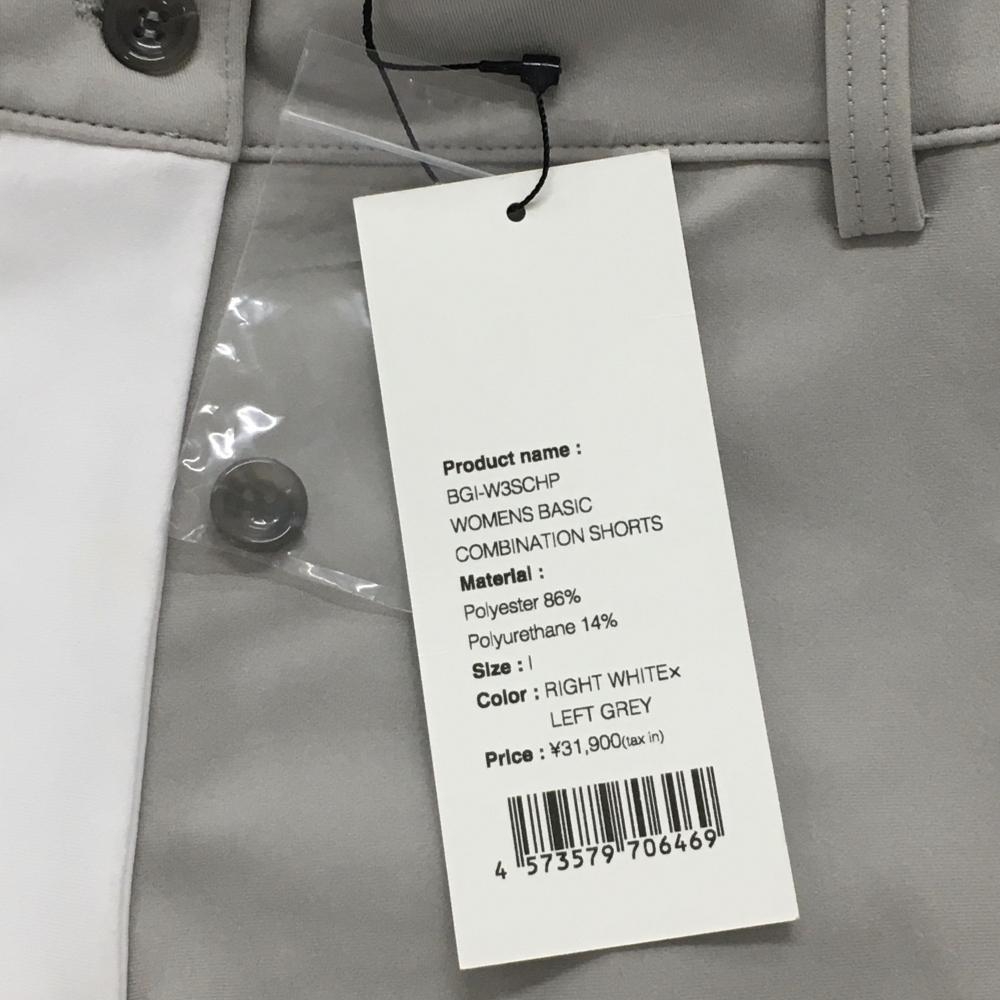 Product name :
BGI-W3SCHP
WOMENS BASIC
COMBINATION SHORTS
Material :
Polyester 86%
Polyurethane 14%
Size : I
Color : RIGHT WHITE×
LEFT GREY
Price : ¥31,900(tax in)
4 573579 706469